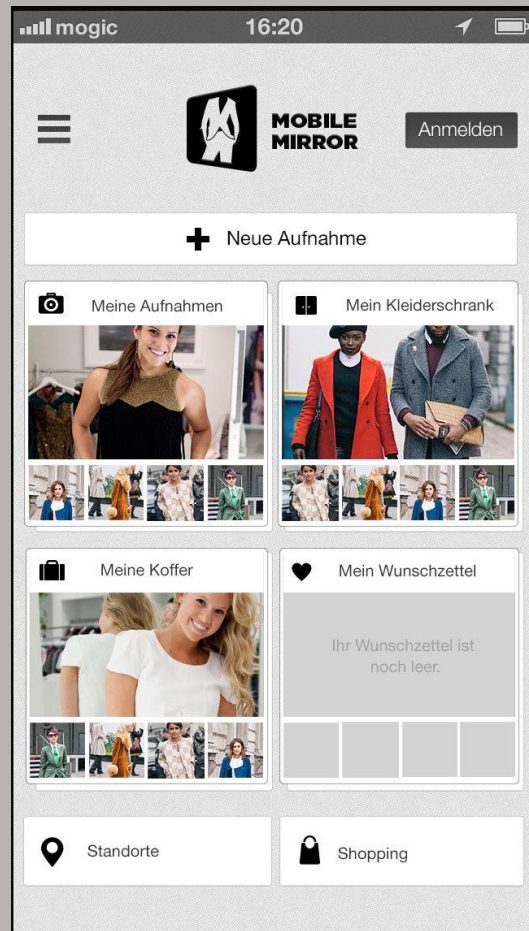 mogic
16:20
MOBILE
MIRROR
Anmelden
Neue Aufnahme
Meine Aufnahmen
Mein Kleiderschrank
Meine Koffer
Mein Wunschzettel
Ihr Wunschzettel ist
noch leer.
Standorte
Shopping